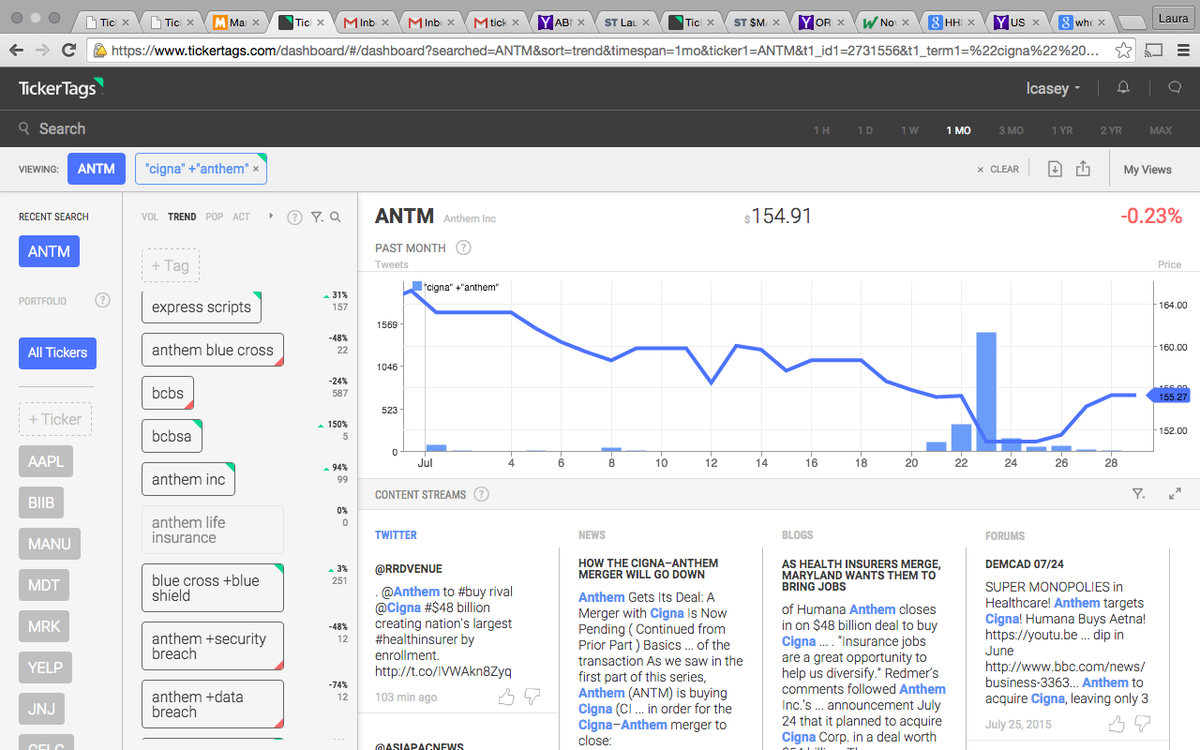 Tic
Tic
Ma
Tic
Inb
Inb
tick
AB
ST Lau
Tic
ST $M
OR
No
HH
US
whe
Laura
https://www.tickertags.com/dashboard/#/dashboard?searched=ANTM&sort=trend&timespan=1mo&ticker1=ANTM&t1_id1=2731556&t1_term1=%22cigna%22%20...
TickerTags
lcasey
Search
1 H 1 D 1 W 1 MO 3 MO 1 YR 2 YR MAX
VIEWING: ANTM "cigna" +"anthem" × × CLEAR My Views
RECENT SEARCH
ANTM
PORTFOLIO ?
All Tickers
+ Ticker
AAPL
BIIB
MANU
MDT
MRK
YELP
JNJ
CELG
VOL TREND POP ACT ?
+ Tag
express scripts 31% 157
anthem blue cross -48% 22
bcbs -24% 587
bcbsa 150% 5
anthem inc 94% 99
anthem life
insurance 0% 0
blue cross +blue
shield 3% 251
anthem +security
breach -48% 12
anthem +data
breach -74% 12
ANTM Anthem Inc $154.91 -0.23%
PAST MONTH ?
Tweets Price
"cigna" +"anthem"
1569
1046
523
0
164.00
160.00
156.00
155.27
152.00
Jul 4 6 8 10 12 14 16 18 20 22 24 26 28
CONTENT STREAMS ?
TWITTER
@RRDVENUE
. @Anthem to #buy rival
@Cigna #$48 billion
creating nation's largest
#healthinsurer by
enrollment.
http://t.co/IVWAkn8Zyq
103 min ago
@ASIAPACNEWS
NEWS
HOW THE CIGNA–ANTHEM
MERGER WILL GO DOWN
Anthem Gets Its Deal: A
Merger with Cigna Is Now
Pending ( Continued from
Prior Part ) Basics ... of the
transaction As we saw in the
first part of this series,
Anthem (ANTM) is buying
Cigna (CI ... in order for the
Cigna–Anthem merger to
close:
BLOGS
AS HEALTH INSURERS MERGE,
MARYLAND WANTS THEM TO
BRING JOBS
of Humana Anthem closes
in on $48 billion deal to buy
Cigna ... . "Insurance jobs
are a great opportunity to
help us diversify." Redmer's
comments followed Anthem
Inc.'s ... announcement July
24 that it planned to acquire
Cigna Corp. in a deal worth
FORUMS
DEMCAD 07/24
SUPER MONOPOLIES in
Healthcare! Anthem targets
Cigna! Humana Buys Aetna!
https://youtu.be ... dip in
June
http://www.bbc.com/news/
business-3363... Anthem to
acquire Cigna, leaving only 3
July 25, 2015